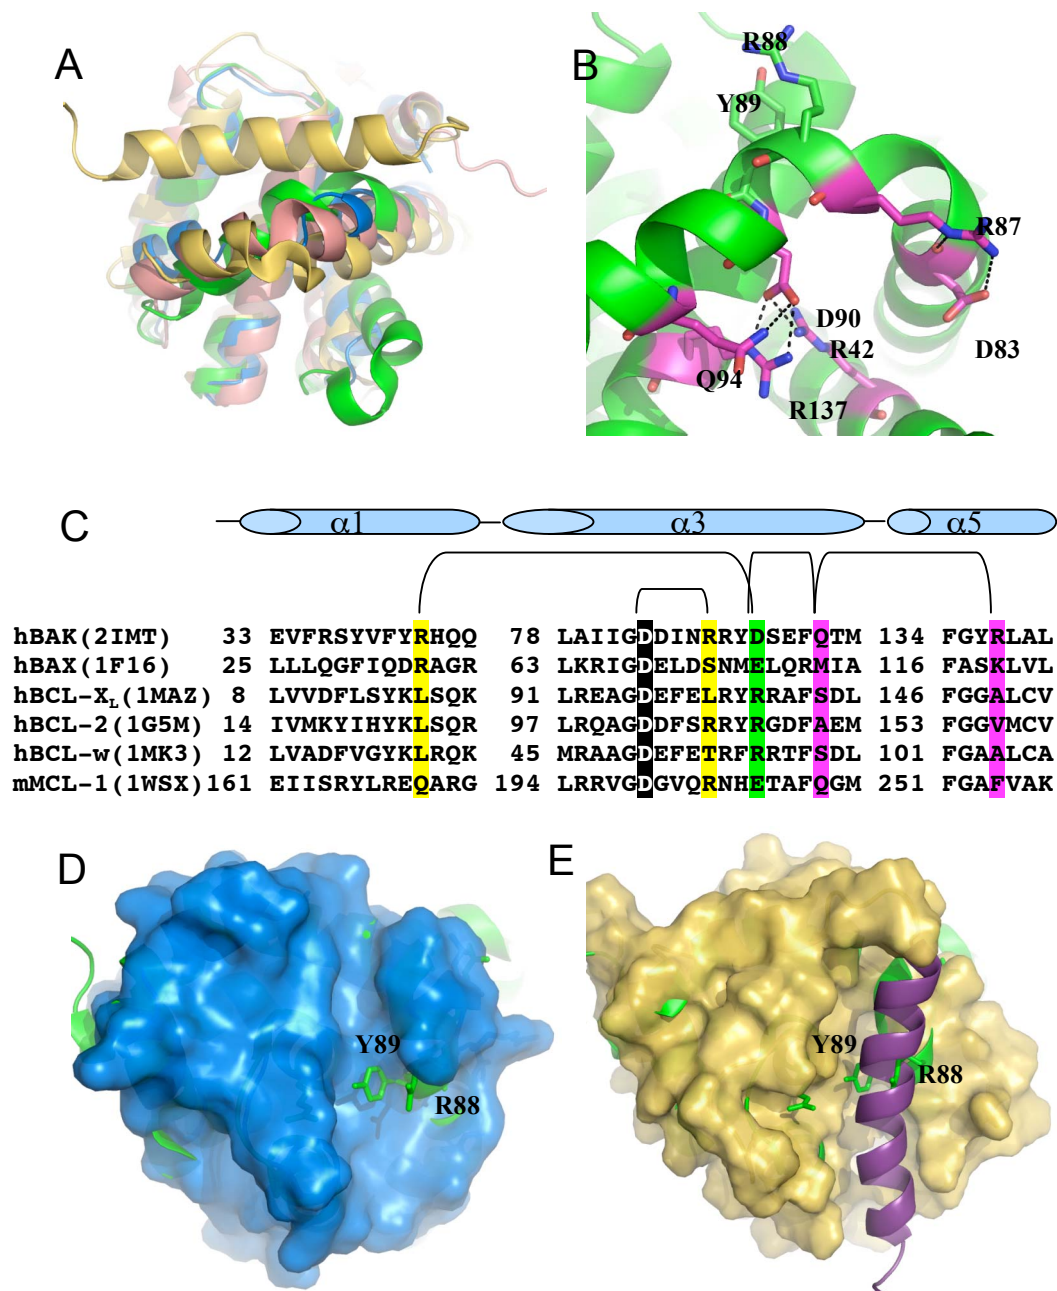 A
B
R88
Y89
R87
D90
R42
D83
Q94
R137
C
α1 α3 α5
hBAK(2IMT) 33 EVFRSYVFYRHQQ 78 LAIIGDDINRRYDSEFQTM 134 FGYRLAL
hBAX(1F16) 25 LLLQGFIQDRAGR 63 LKRIGDELDSNMELQRMIA 116 FASKLVL
hBCL-XL(1MAZ) 8 LVVDFLSYKLSQK 91 LREAGDEFELRYRRAFSDL 146 FGGALCV
hBCL-2(1G5M) 14 IVMKYIHYKLSQR 97 LRQAGDDFSRRYRGDFAEM 153 FGGVMCV
hBCL-w(1MK3) 12 LVADFVGYKLRQK 45 MRAAGDEFETRFRRTFSDL 101 FGAALCA
mMCL-1(1WSX) 161 EIISRYLREQARG 194 LRRVGDGVQRNHETAFQGM 251 FGAFVAK
D
E
Y89
R88
Y89
R88